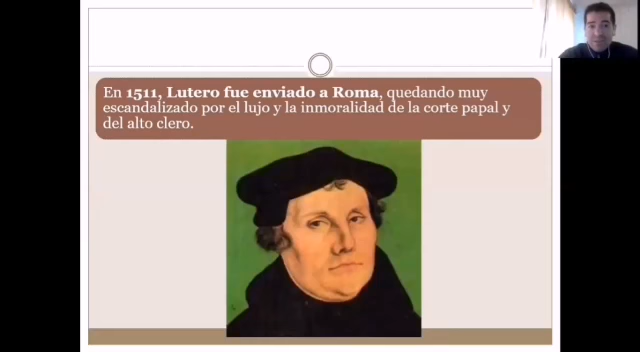 En 1511, Lutero fue enviado a Roma, quedando muy
escandalizado por el lujo y la inmoralidad de la corte papal y
del alto clero.